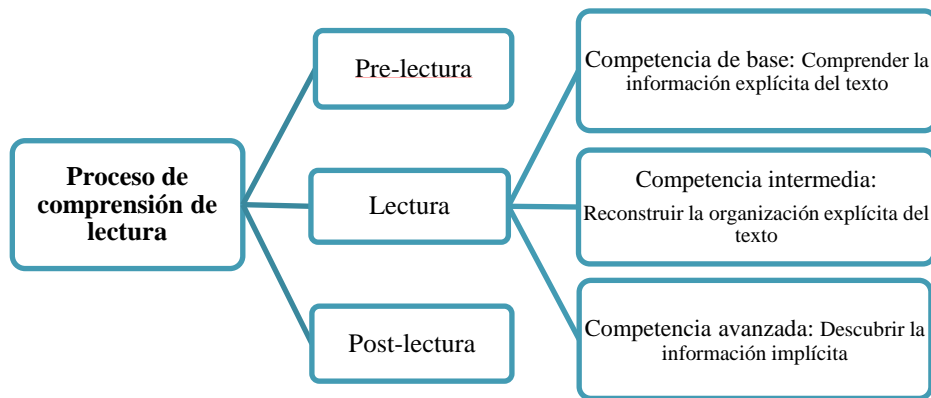 Proceso de
comprensión de
lectura
Pre-lectura
Lectura
Post-lectura
Competencia de base: Comprender la
información explícita del texto
Competencia intermedia:
Reconstruir la organización explícita del
texto
Competencia avanzada: Descubrir la
información implícita